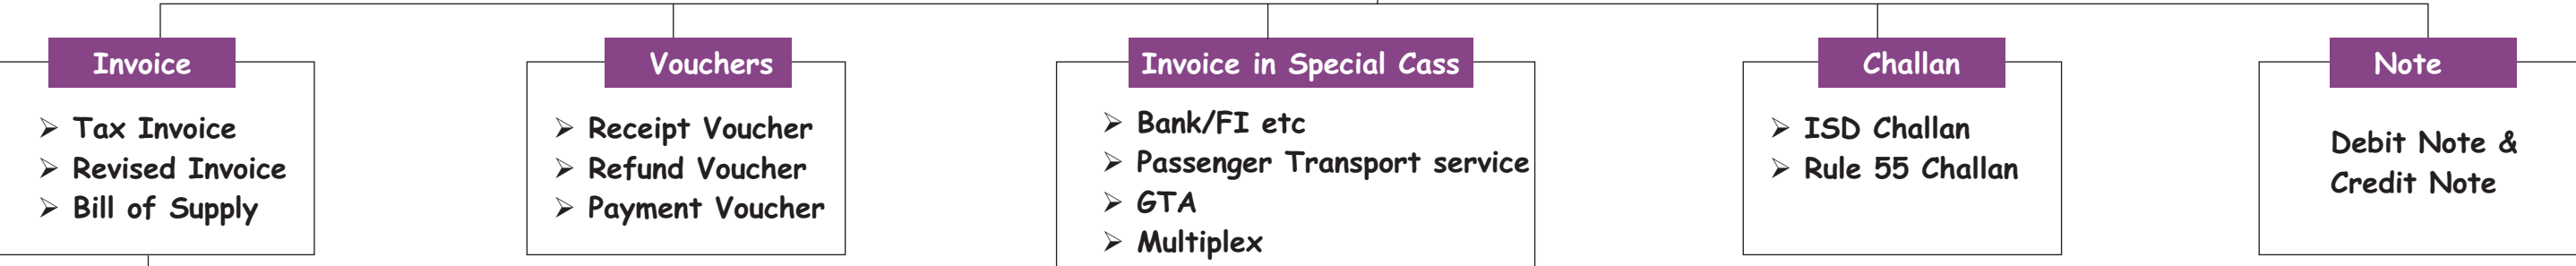 Invoice
Tax Invoice
Revised Invoice
Bill of Supply
Vouchers
Receipt Voucher
Refund Voucher
Payment Voucher
Invoice in Special Cass
Bank/FI etc
Passenger Transport service
GTA
Multiplex
Challan
ISD Challan
Rule 55 Challan
Note
Debit Note &
Credit Note